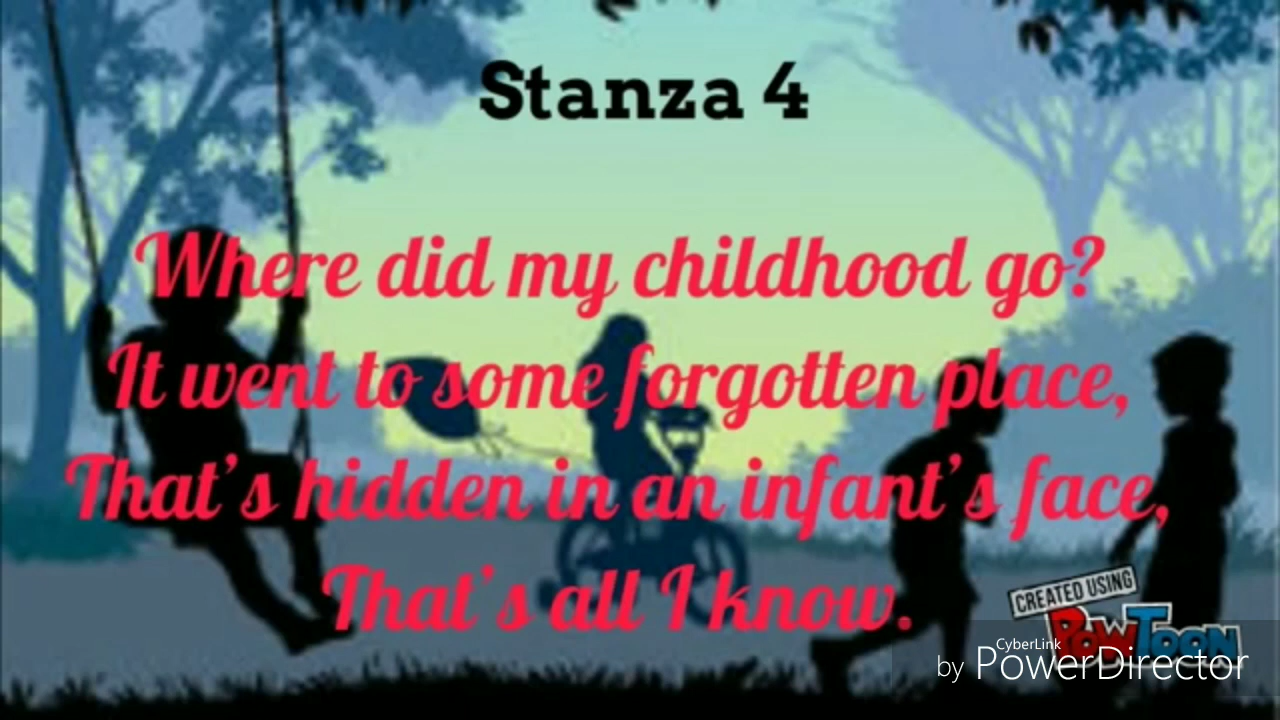 Stanza 4
Where did my childhood go?
It went to some forgotten place,
That's hidden in an infant's face,
That's all I know.
CREATED USING
POWTOON
CyberLink
by PowerDirector